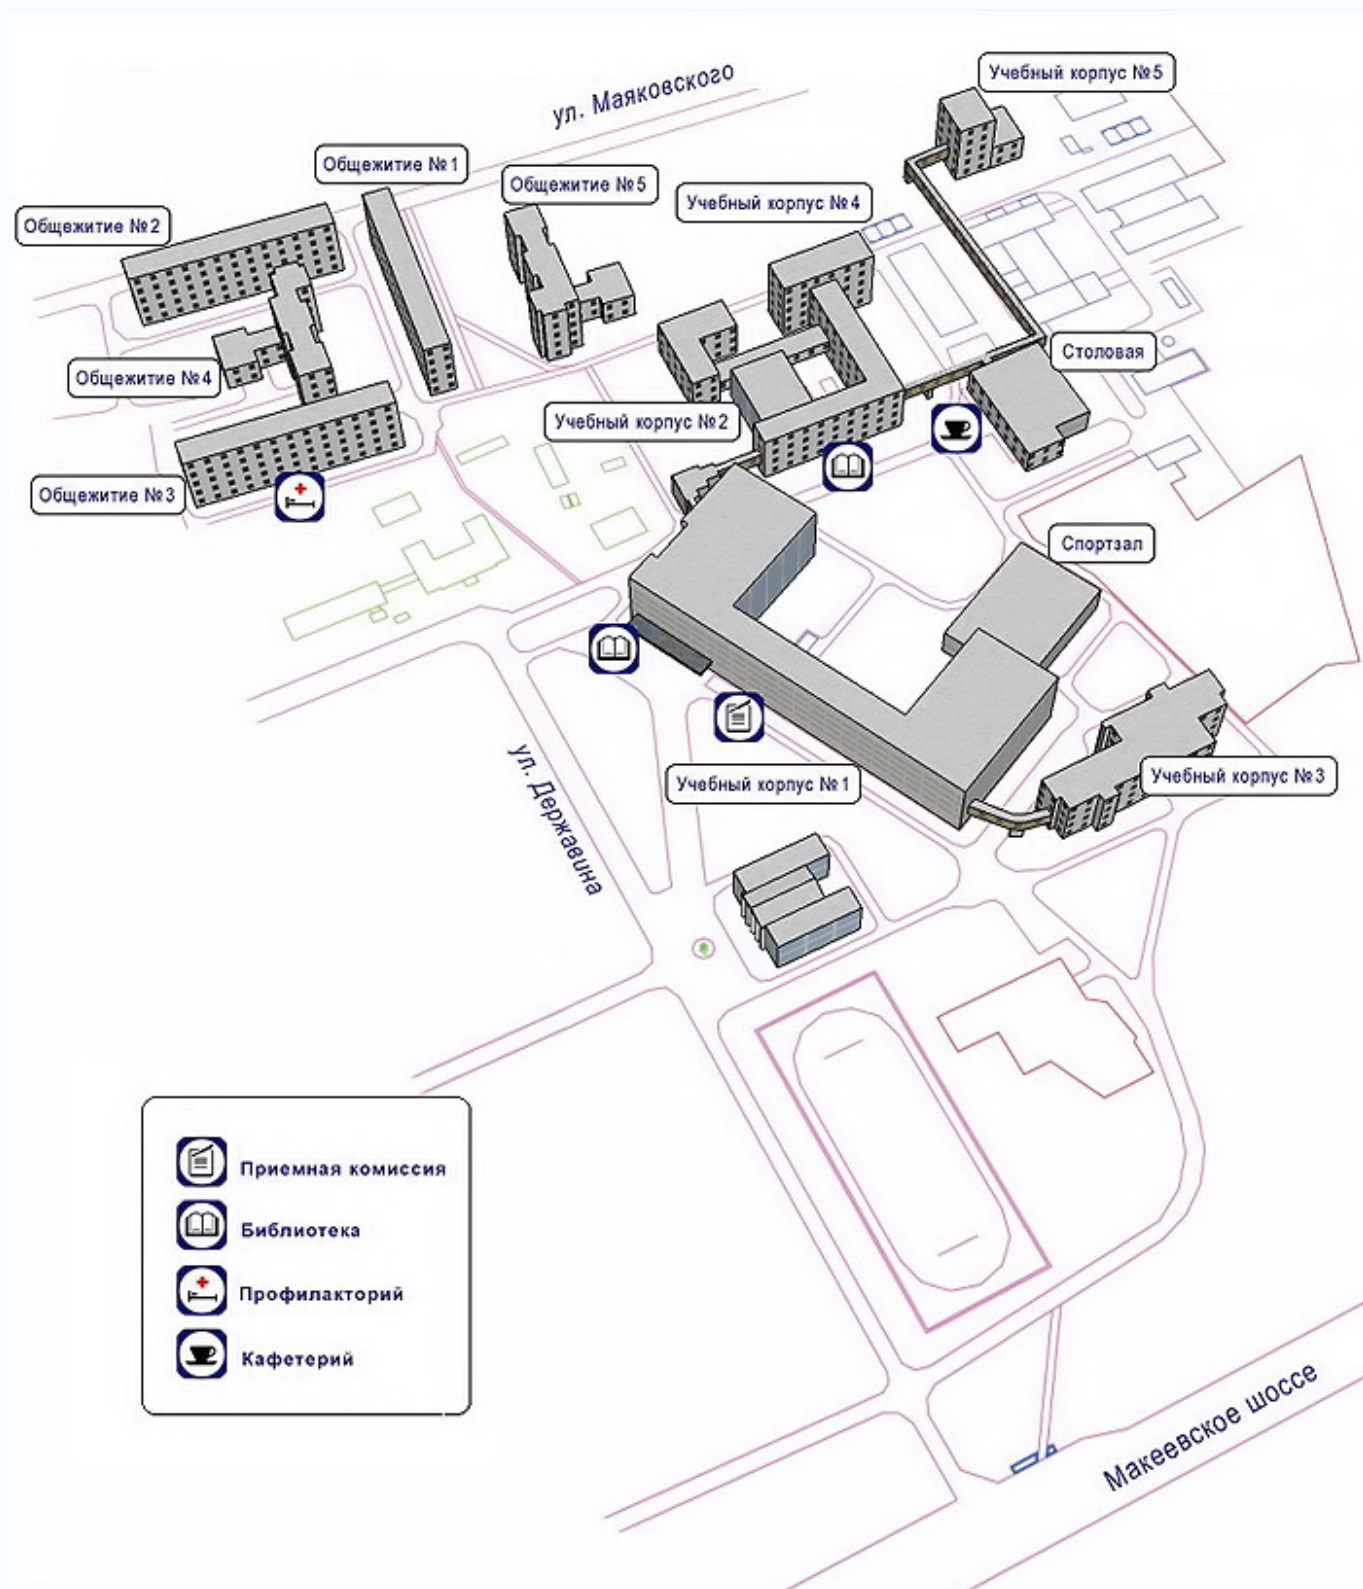 ул. Маяковского
Учебный корпус №5
Общежитие №1
Общежитие №5
Учебный корпус №4
Общежитие №2
Столовая
Общежитие №4
Учебный корпус №2
Общежитие №3
Спортзал
ул. Державина
Учебный корпус №1
Учебный корпус №3
Приемная комиссия
Библиотека
Профилакторий
Кафетерий
Макеевское шоссе